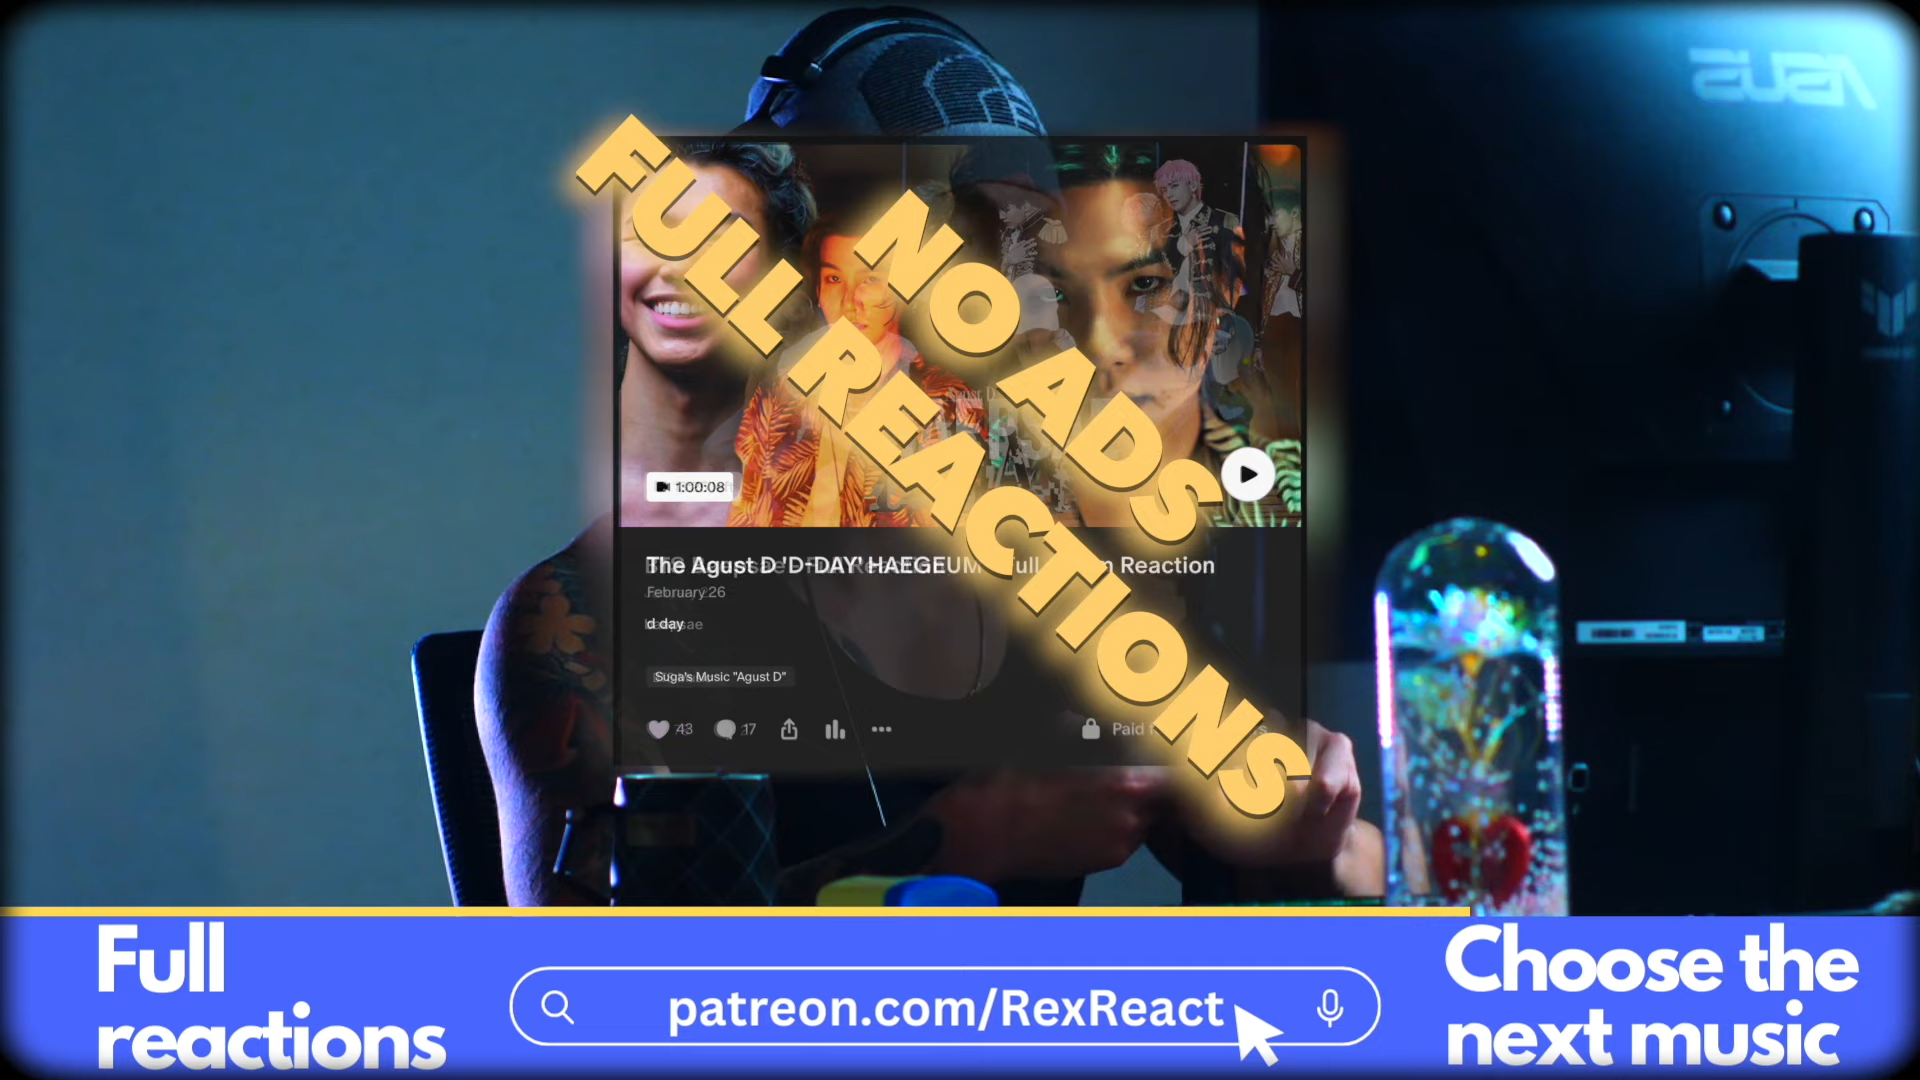 FULL REACTIONS
NO ADS
1:00:08
The Agust D 'D-DAY' HAEGEUM Reaction
February 26
d day
Suga's Music "Agust D"
43
17
Paid
Full
reactions
patreon.com/RexReact
Choose the
next music